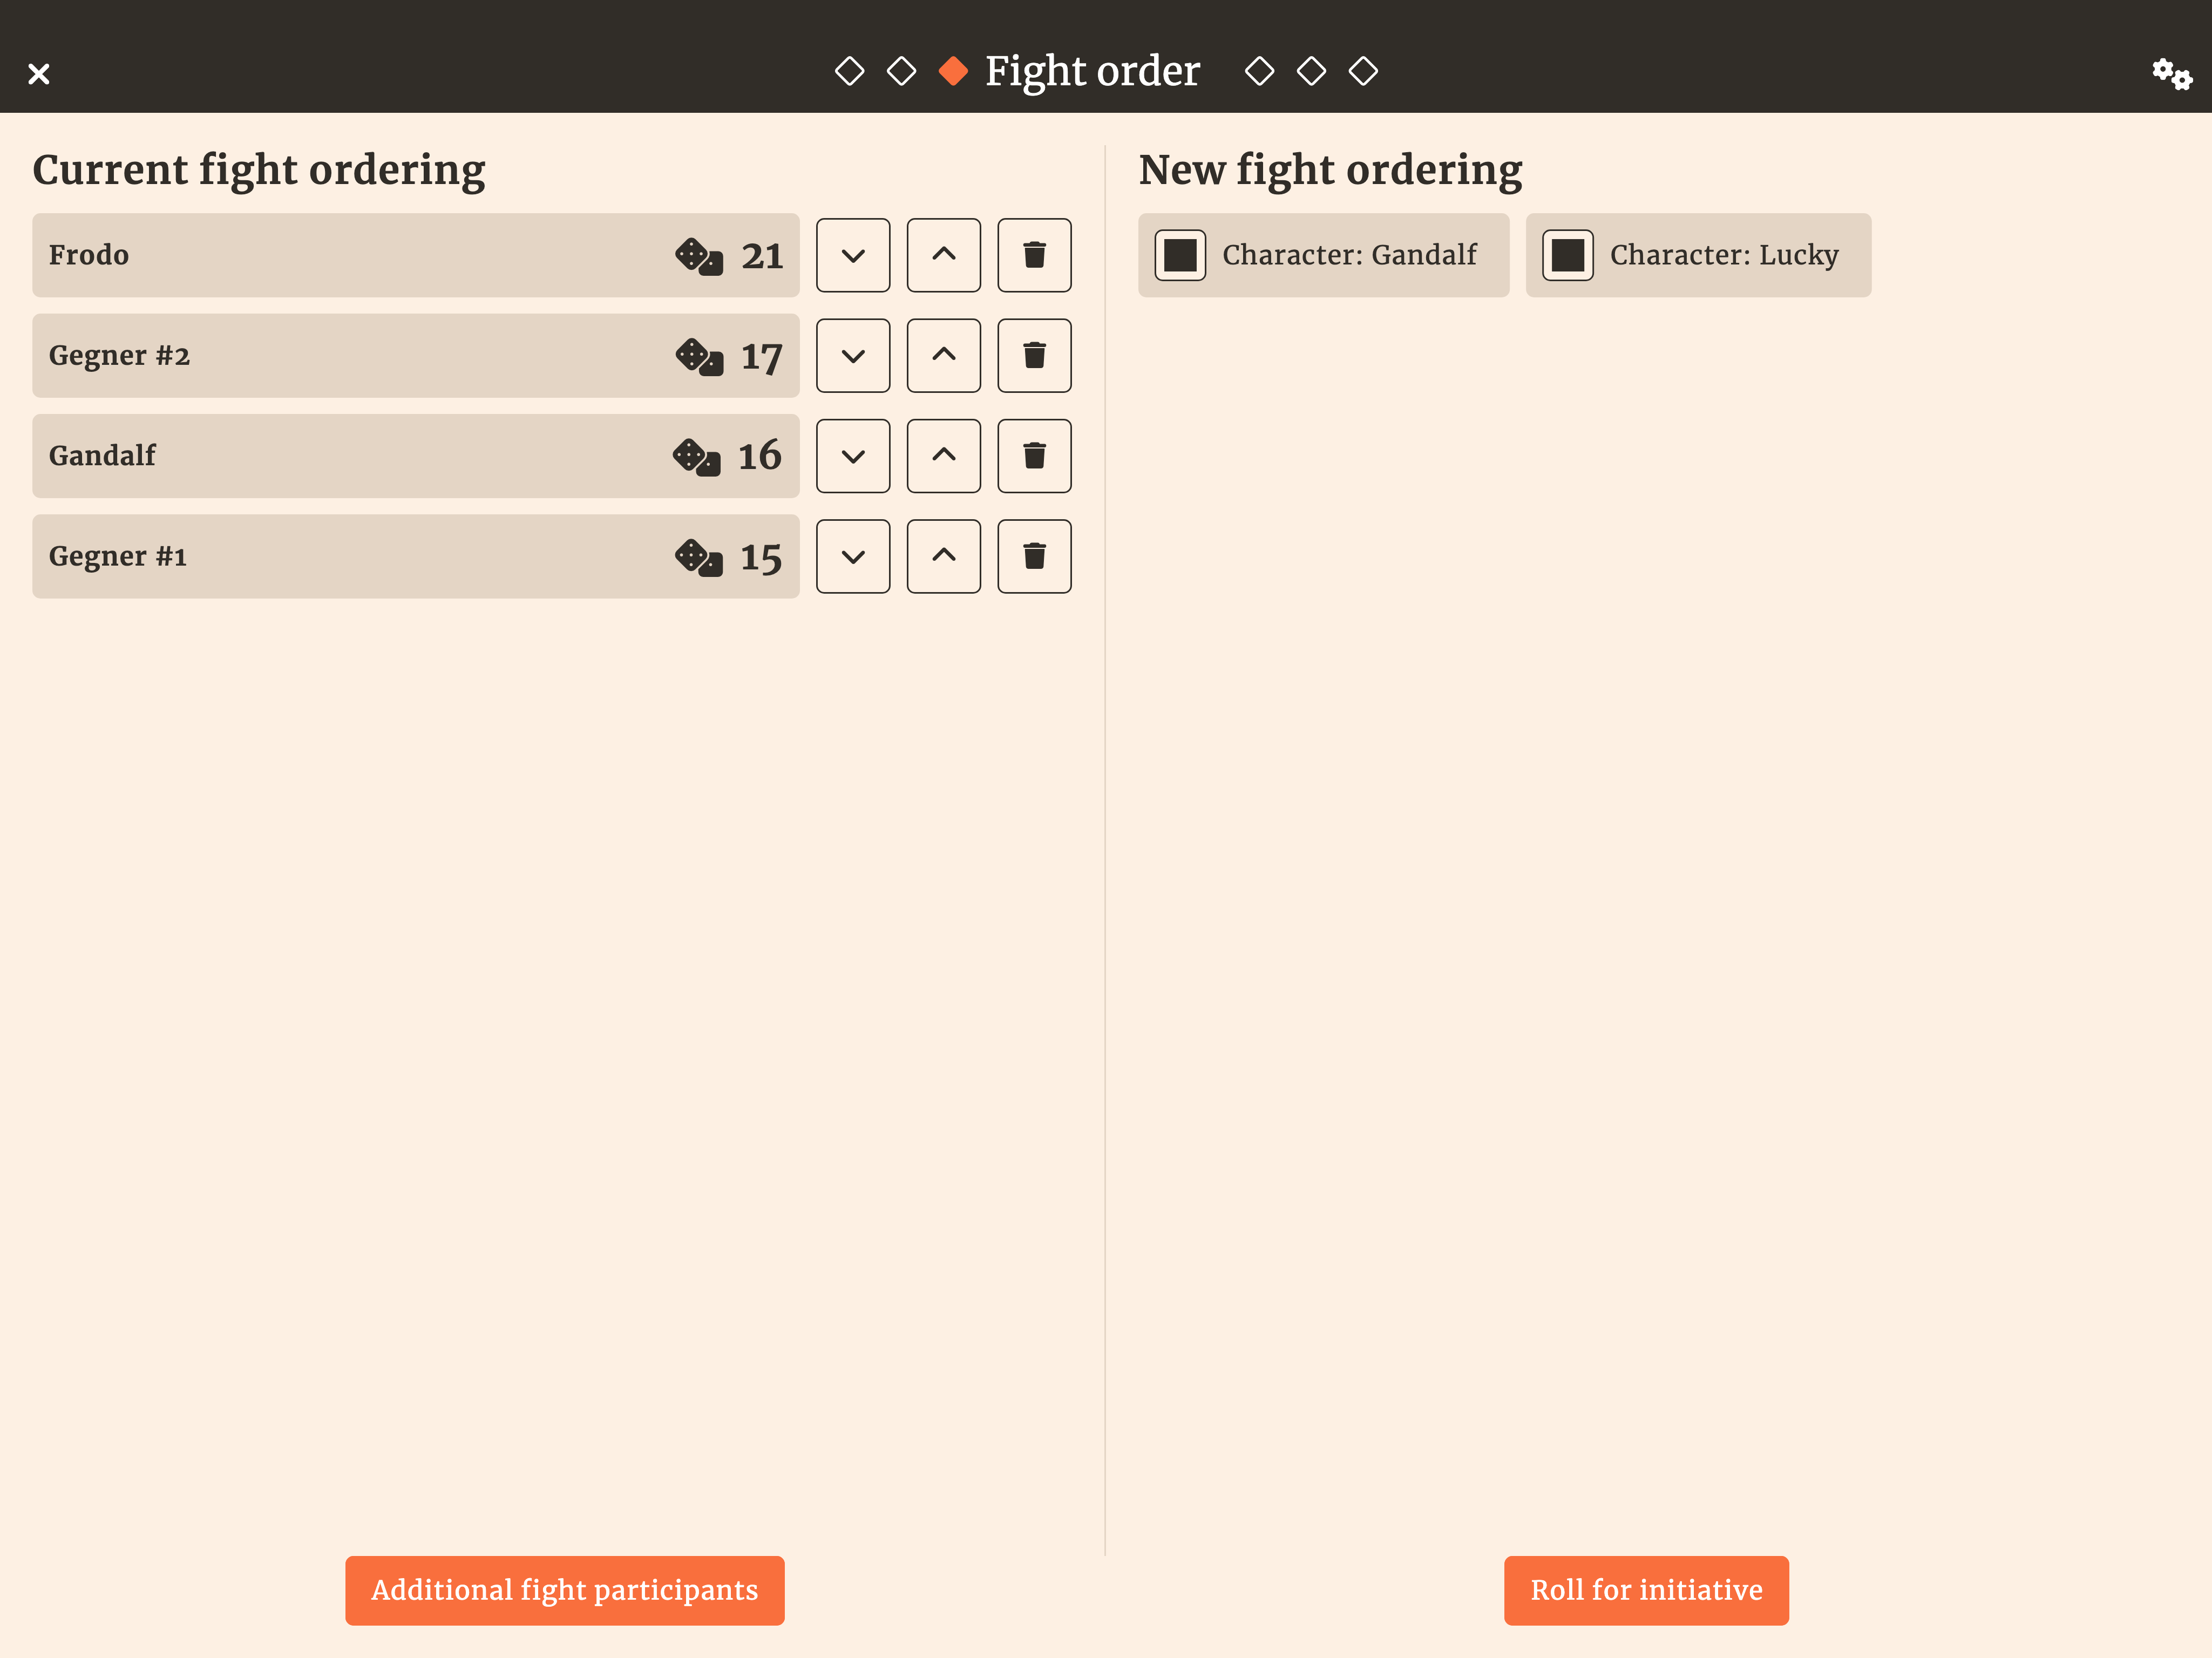 Fight order
Current fight ordering
Frodo 21
Gegner #2 17
Gandalf 16
Gegner #1 15
Additional fight participants
New fight ordering
Character: Gandalf
Character: Lucky
Roll for initiative